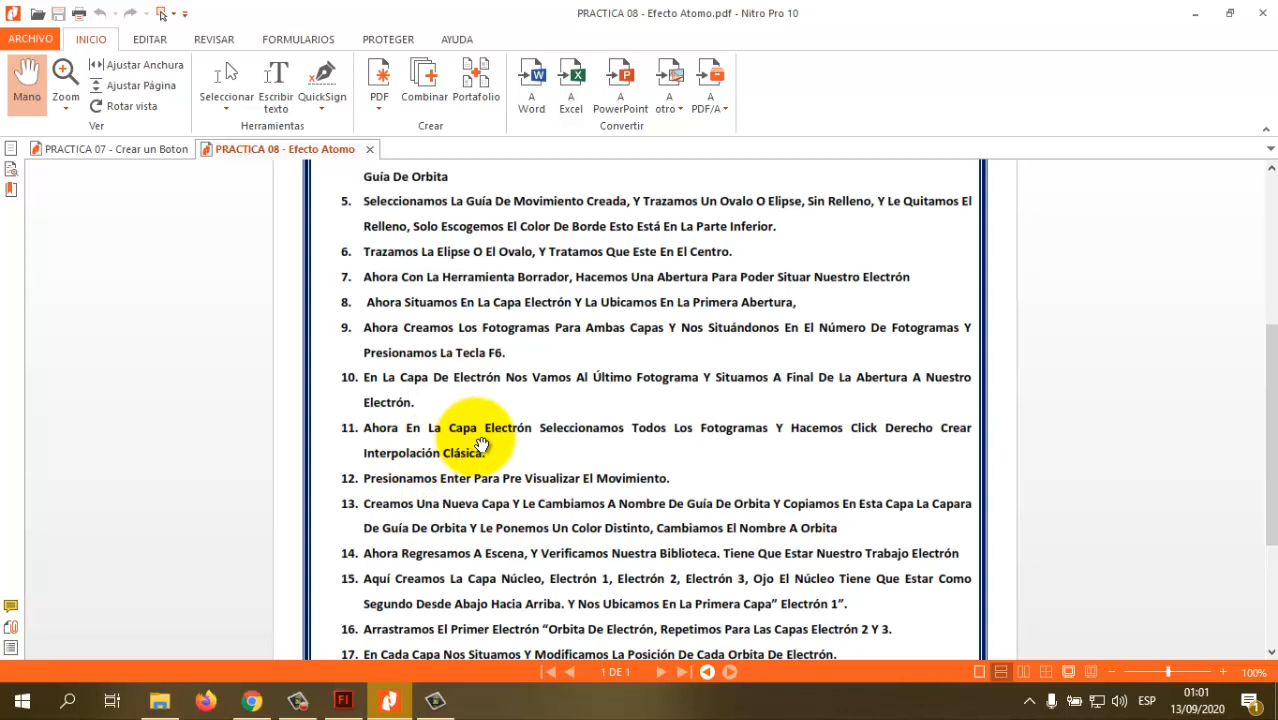 PRACTICA 08 - Efecto Atomo.pdf - Nitro Pro 10
ARCHIVO INICIO EDITAR REVISAR FORMULARIOS PROTEGER AYUDA
Mano
Zoom
Ajustar Anchura
Ajustar Página
Rotar vista
Ver
Seleccionar
Escribir texto
QuickSign
Herramientas
PDF
Combinar
Portafolio
Crear
A Word
A Excel
A PowerPoint
A otro
A PDF/A
Convertir
PRACTICA 07 - Crear un Boton
PRACTICA 08 - Efecto Atomo
Guía De Orbita
5. Seleccionamos La Guía De Movimiento Creada, Y Trazamos Un Ovalo O Elipse, Sin Relleno, Y Le Quitamos El
Relleno, Solo Escogemos El Color De Borde Esto Está En La Parte Inferior.
6. Trazamos La Elipse O El Ovalo, Y Tratamos Que Este En El Centro.
7. Ahora Con La Herramienta Borrador, Hacemos Una Abertura Para Poder Situar Nuestro Electrón
8. Ahora Situamos En La Capa Electrón Y La Ubicamos En La Primera Abertura,
9. Ahora Creamos Los Fotogramas Para Ambas Capas Y Nos Situándonos En El Número De Fotogramas Y
Presionamos La Tecla F6.
10. En La Capa De Electrón Nos Vamos Al Último Fotograma Y Situamos A Final De La Abertura A Nuestro
Electrón.
11. Ahora En La Capa Electrón Seleccionamos Todos Los Fotogramas Y Hacemos Click Derecho Crear
Interpolación Clásica.
12. Presionamos Enter Para Pre Visualizar El Movimiento.
13. Creamos Una Nueva Capa Y Le Cambiamos A Nombre De Guía De Orbita Y Copiamos En Esta Capa La Capara
De Guía De Orbita Y Le Ponemos Un Color Distinto, Cambiamos El Nombre A Orbita
14. Ahora Regresamos A Escena, Y Verificamos Nuestra Biblioteca. Tiene Que Estar Nuestro Trabajo Electrón
15. Aquí Creamos La Capa Núcleo, Electrón 1, Electrón 2, Electrón 3, Ojo El Núcleo Tiene Que Estar Como
Segundo Desde Abajo Hacia Arriba. Y Nos Ubicamos En La Primera Capa” Electrón 1”.
16. Arrastramos El Primer Electrón “Orbita De Electrón, Repetimos Para Las Capas Electrón 2 Y 3.
17. En Cada Capa Nos Situamos Y Modificamos La Posición De Cada Orbita De Electrón.
1 DE 1
100%
Fl
ESP
01:01
13/09/2020
1